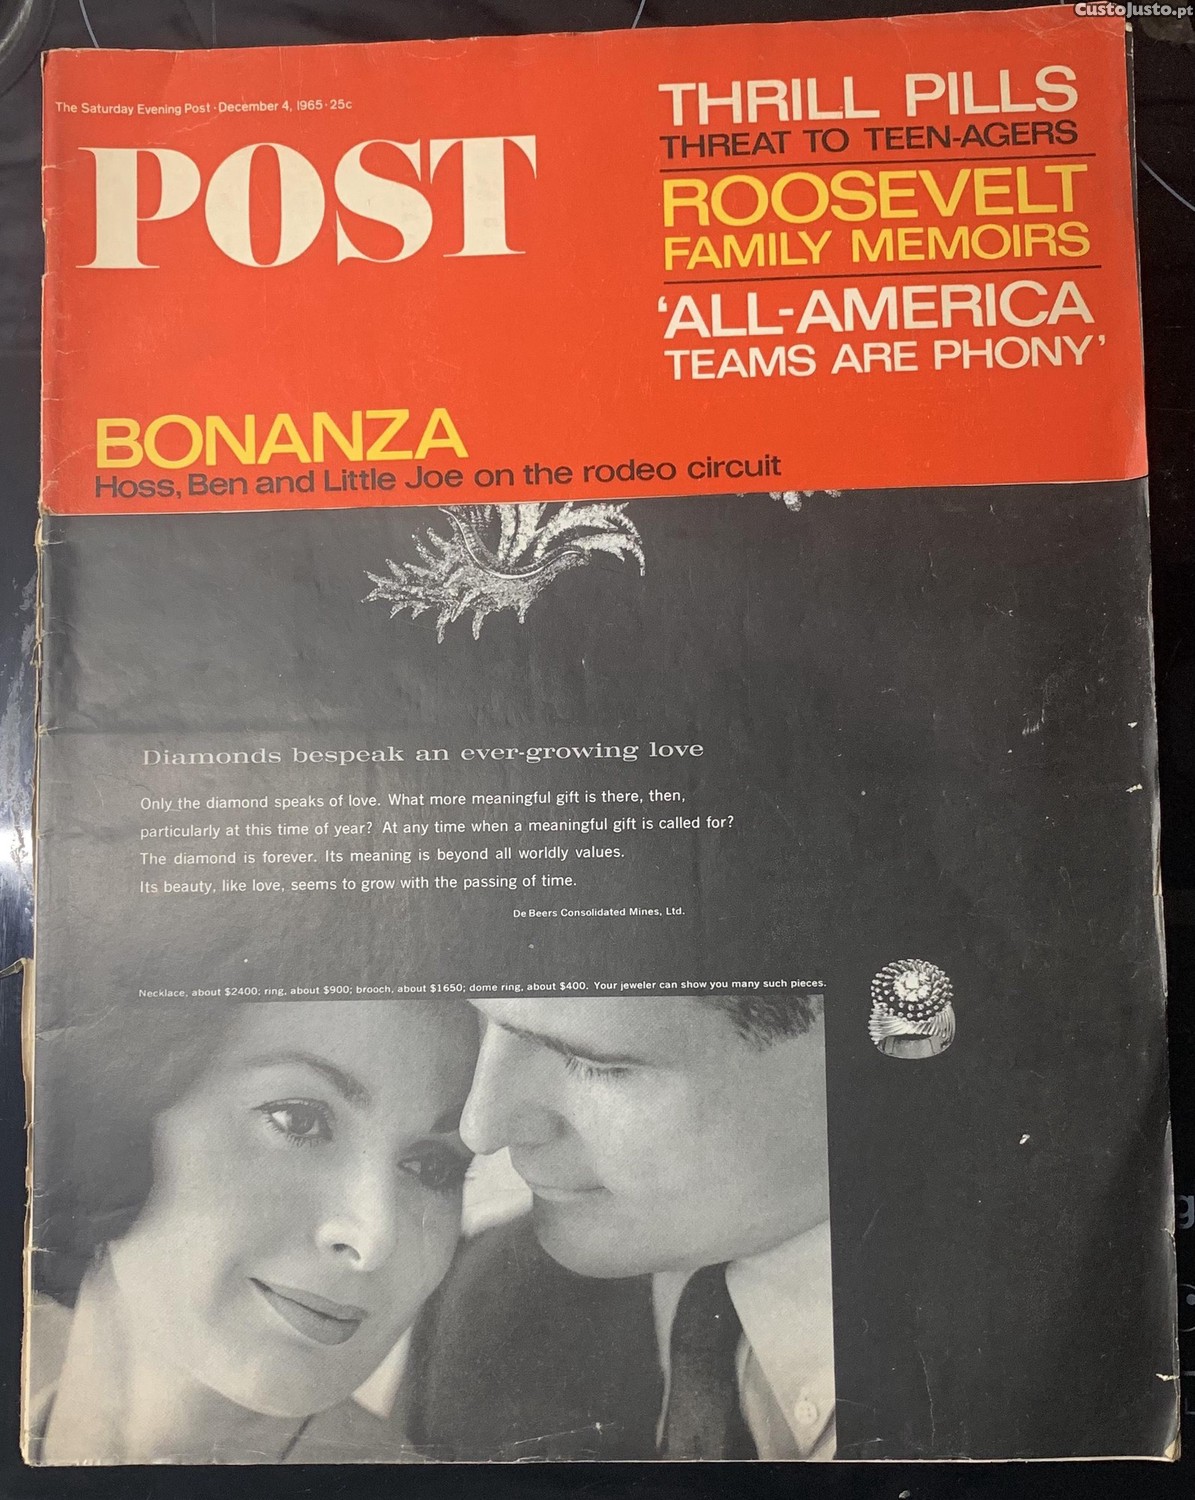 CustoJusto.pt
The Saturday Evening Post · December 4, 1965 · 25c
POST
THRILL PILLS
THREAT TO TEEN-AGERS
ROOSEVELT
FAMILY MEMOIRS
'ALL-AMERICA
TEAMS ARE PHONY'
BONANZA
Hoss, Ben and Little Joe on the rodeo circuit
Diamonds bespeak an ever-growing love
Only the diamond speaks of love. What more meaningful gift is there, then,
particularly at this time of year? At any time when a meaningful gift is called for?
The diamond is forever. Its meaning is beyond all worldly values.
Its beauty, like love, seems to grow with the passing of time.
De Beers Consolidated Mines, Ltd.
Necklace, about $2400; ring, about $900; brooch, about $1650; dome ring, about $400. Your jeweler can show you many such pieces.